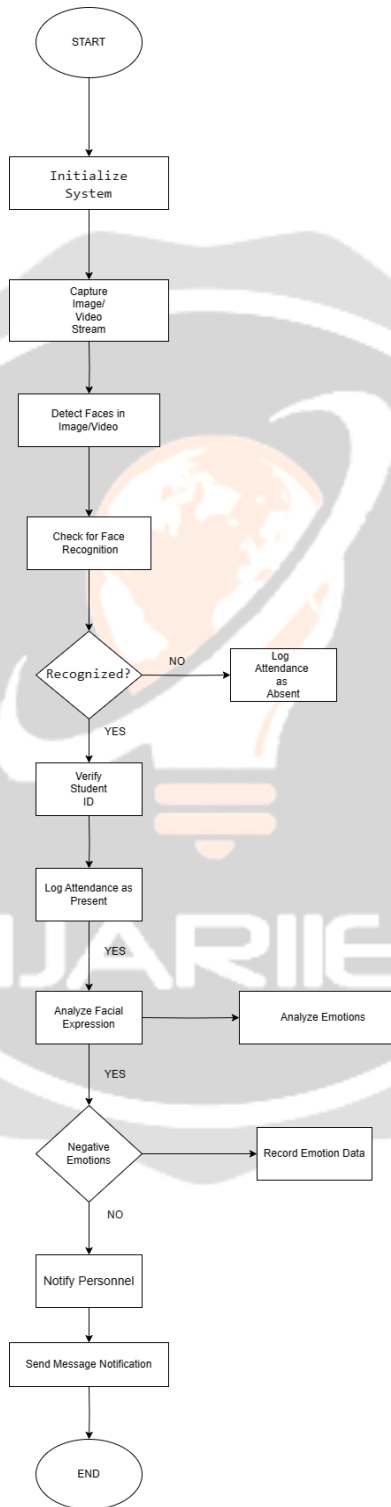 START
Initialize
System
Capture
Image/
Video
Stream
Detect Faces in
Image/Video
Check for Face
Recognition
Recognized?
NO
Log
Attendance
as
Absent
YES
Verify
Student
ID
Log Attendance as
Present
YES
IJARIIE
Analyze Facial
Expression
Analyze Emotions
YES
Negative
Emotions
Record Emotion Data
NO
Notify Personnel
Send Message Notification
END